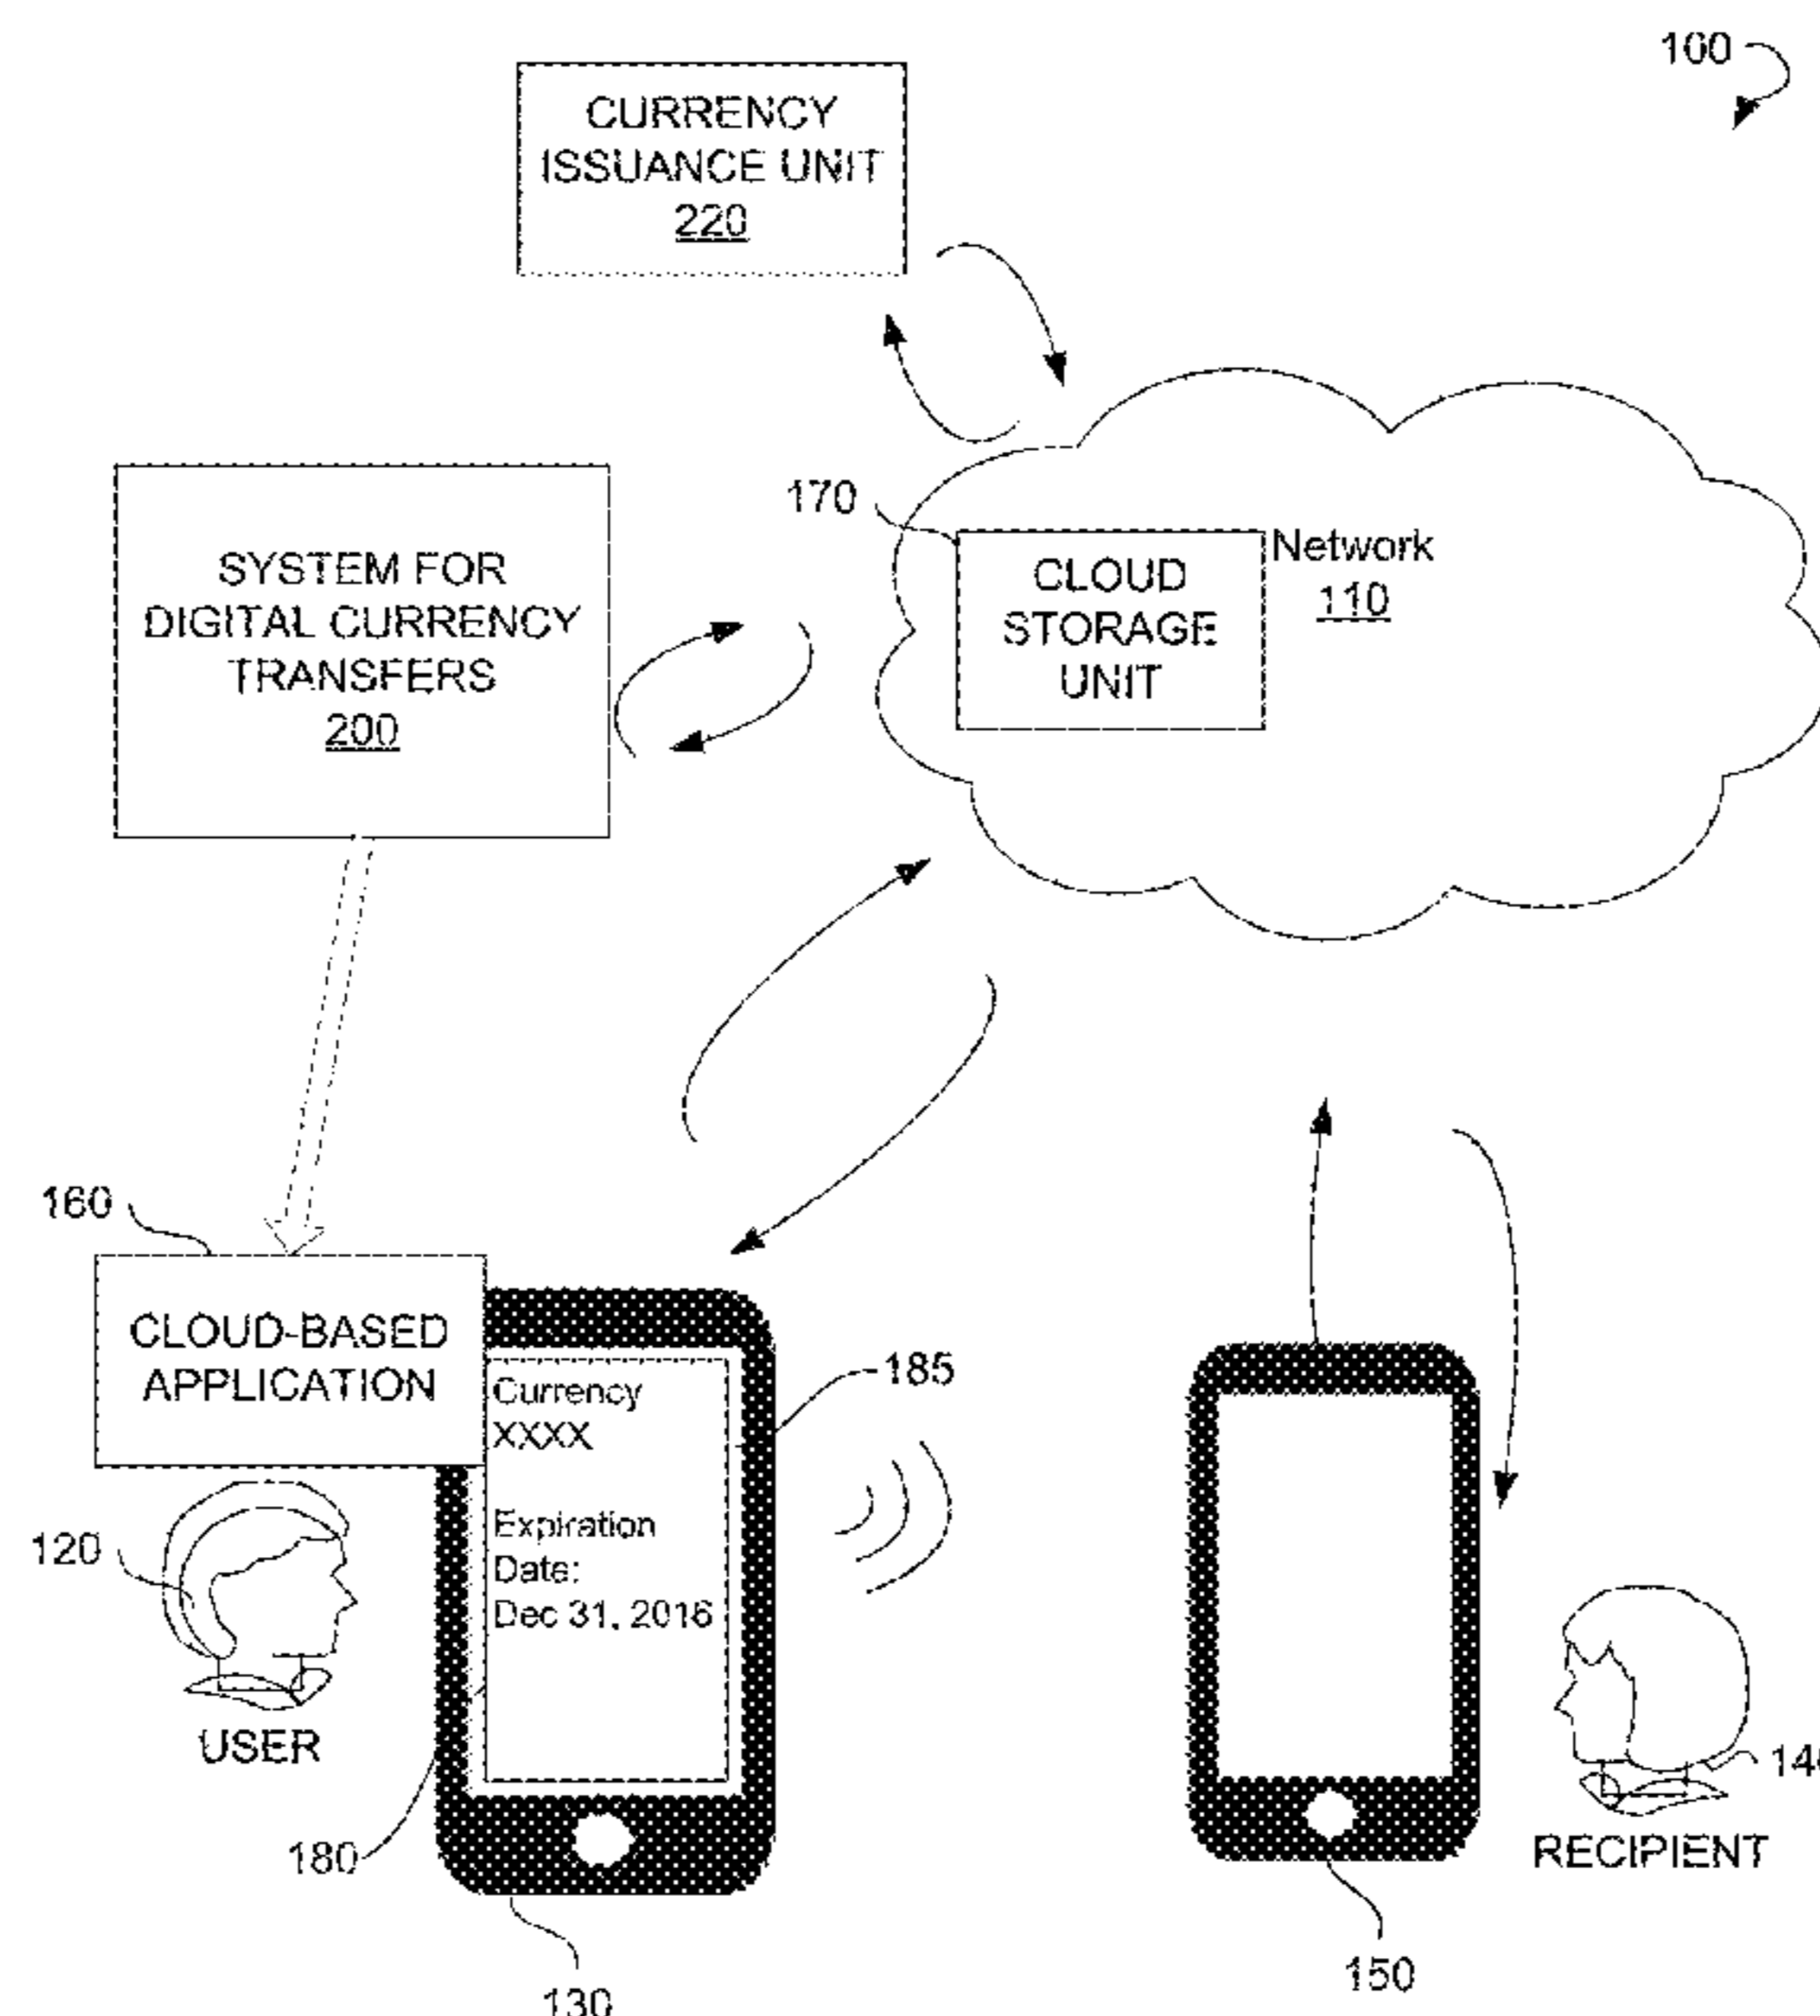 100
CURRENCY
ISSUANCE UNIT
220
170
CLOUD
STORAGE
UNIT
Network
110
SYSTEM FOR
DIGITAL CURRENCY
TRANSFERS
200
160
CLOUD-BASED
APPLICATION
Currency
XXXX
Expiration
Date:
Dec 31, 2016
185
120
USER
180
130
RECIPIENT
150